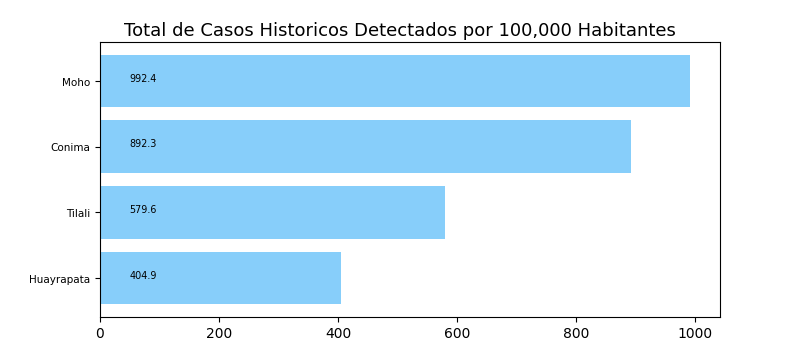 Total de Casos Historicos Detectados por 100,000 Habitantes
Moho 992.4
Conima 892.3
Tilali 579.6
Huayrapata 404.9
0 200 400 600 800 1000